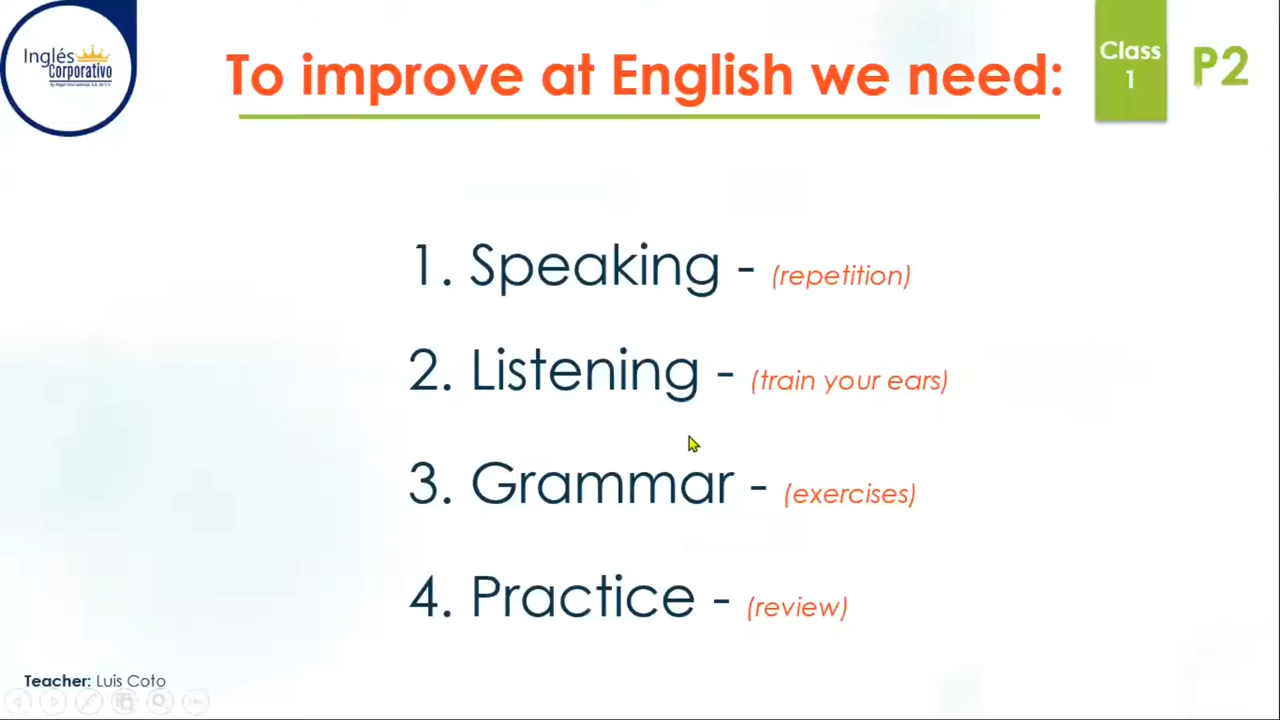 Inglés
Corporativo
To improve at English we need:
Class
1
P2
1. Speaking - (repetition)
2. Listening - (train your ears)
3. Grammar - (exercises)
4. Practice - (review)
Teacher: Luis Coto